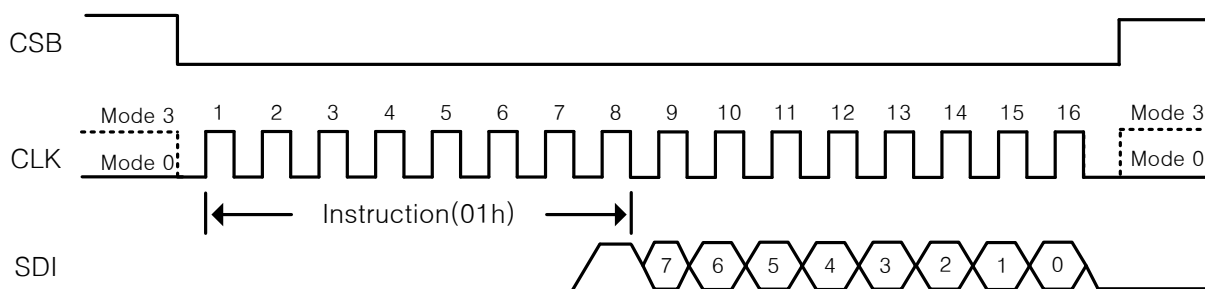 CSB
Mode 3 1 2 3 4 5 6 7 8 9 10 11 12 13 14 15 16 Mode 3
CLK Mode 0 Mode 0
Instruction(01h)
SDI 7 6 5 4 3 2 1 0